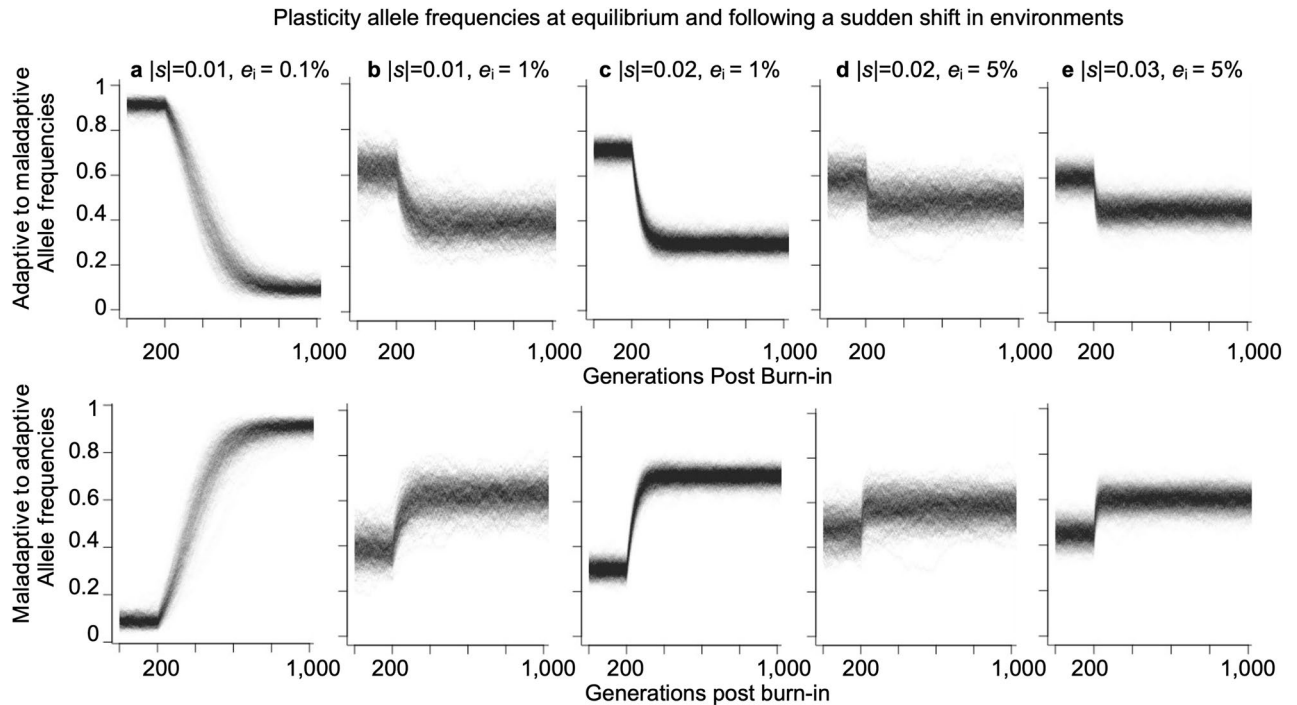 Plasticity allele frequencies at equilibrium and following a sudden shift in environments
a |s|=0.01, ei = 0.1%
b |s|=0.01, ei = 1%
c |s|=0.02, ei = 1%
d |s|=0.02, ei = 5%
e |s|=0.03, ei = 5%
Adaptive to maladaptive
Allele frequencies
1
0.8
0.6
0.4
0.2
0
200 1,000 200 1,000 200 1,000 200 1,000 200 1,000
Generations Post Burn-in
Maladaptive to adaptive
Allele frequencies
1
0.8
0.6
0.4
0.2
0
200 1,000 200 1,000 200 1,000 200 1,000 200 1,000
Generations post burn-in